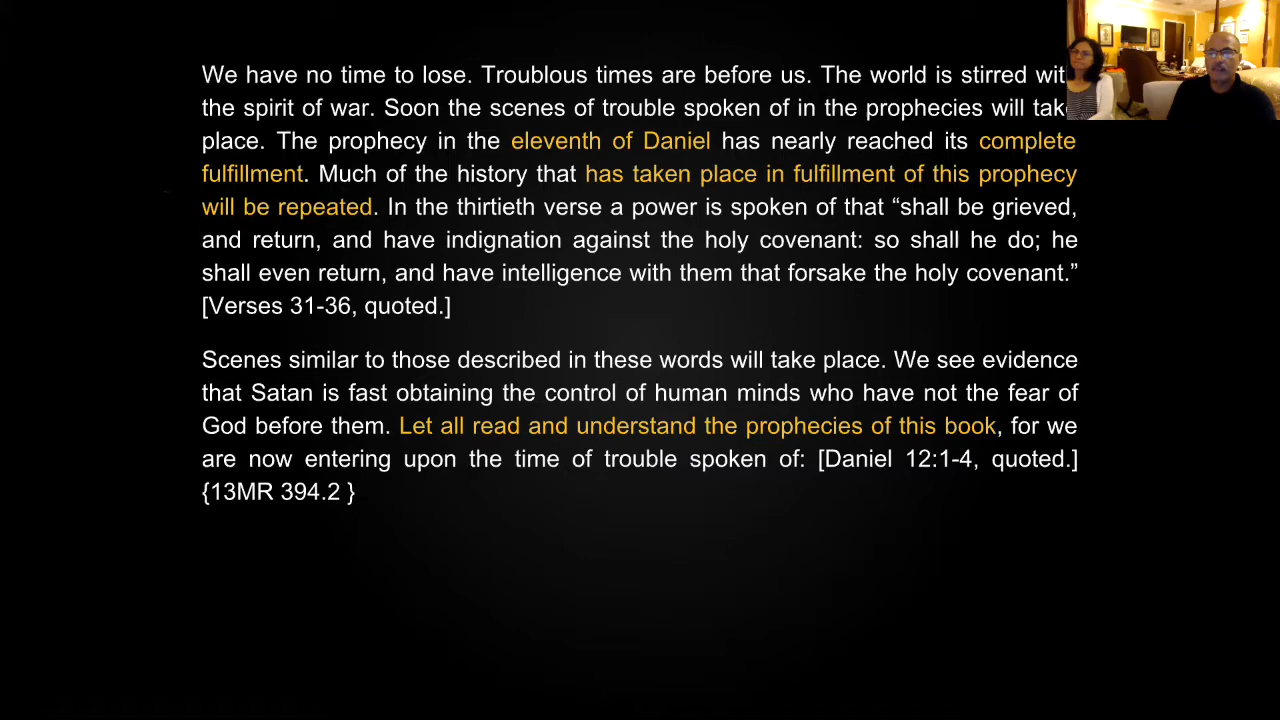 We have no time to lose. Troublous times are before us. The world is stirred with
the spirit of war. Soon the scenes of trouble spoken of in the prophecies will take
place. The prophecy in the eleventh of Daniel has nearly reached its complete
fulfillment. Much of the history that has taken place in fulfillment of this prophecy
will be repeated. In the thirtieth verse a power is spoken of that “shall be grieved,
and return, and have indignation against the holy covenant: so shall he do; he
shall even return, and have intelligence with them that forsake the holy covenant.”
[Verses 31-36, quoted.]
Scenes similar to those described in these words will take place. We see evidence
that Satan is fast obtaining the control of human minds who have not the fear of
God before them. Let all read and understand the prophecies of this book, for we
are now entering upon the time of trouble spoken of: [Daniel 12:1-4, quoted.]
{13MR 394.2 }